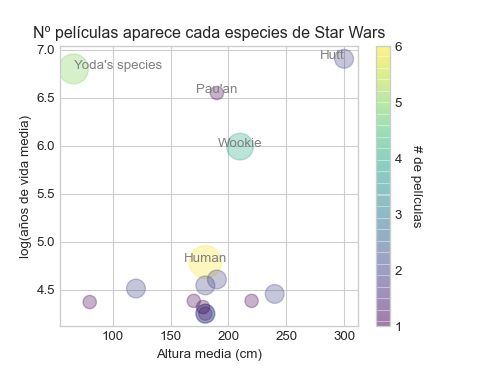 Nº películas aparece cada especies de Star Wars
7.0
6.5
6.0
5.5
5.0
4.5
log(años de vida media)
Yoda's species
Hutt
Pau'an
Wookie
Human
100
150
200
250
300
Altura media (cm)
6
5
4
3
2
1
# de películas